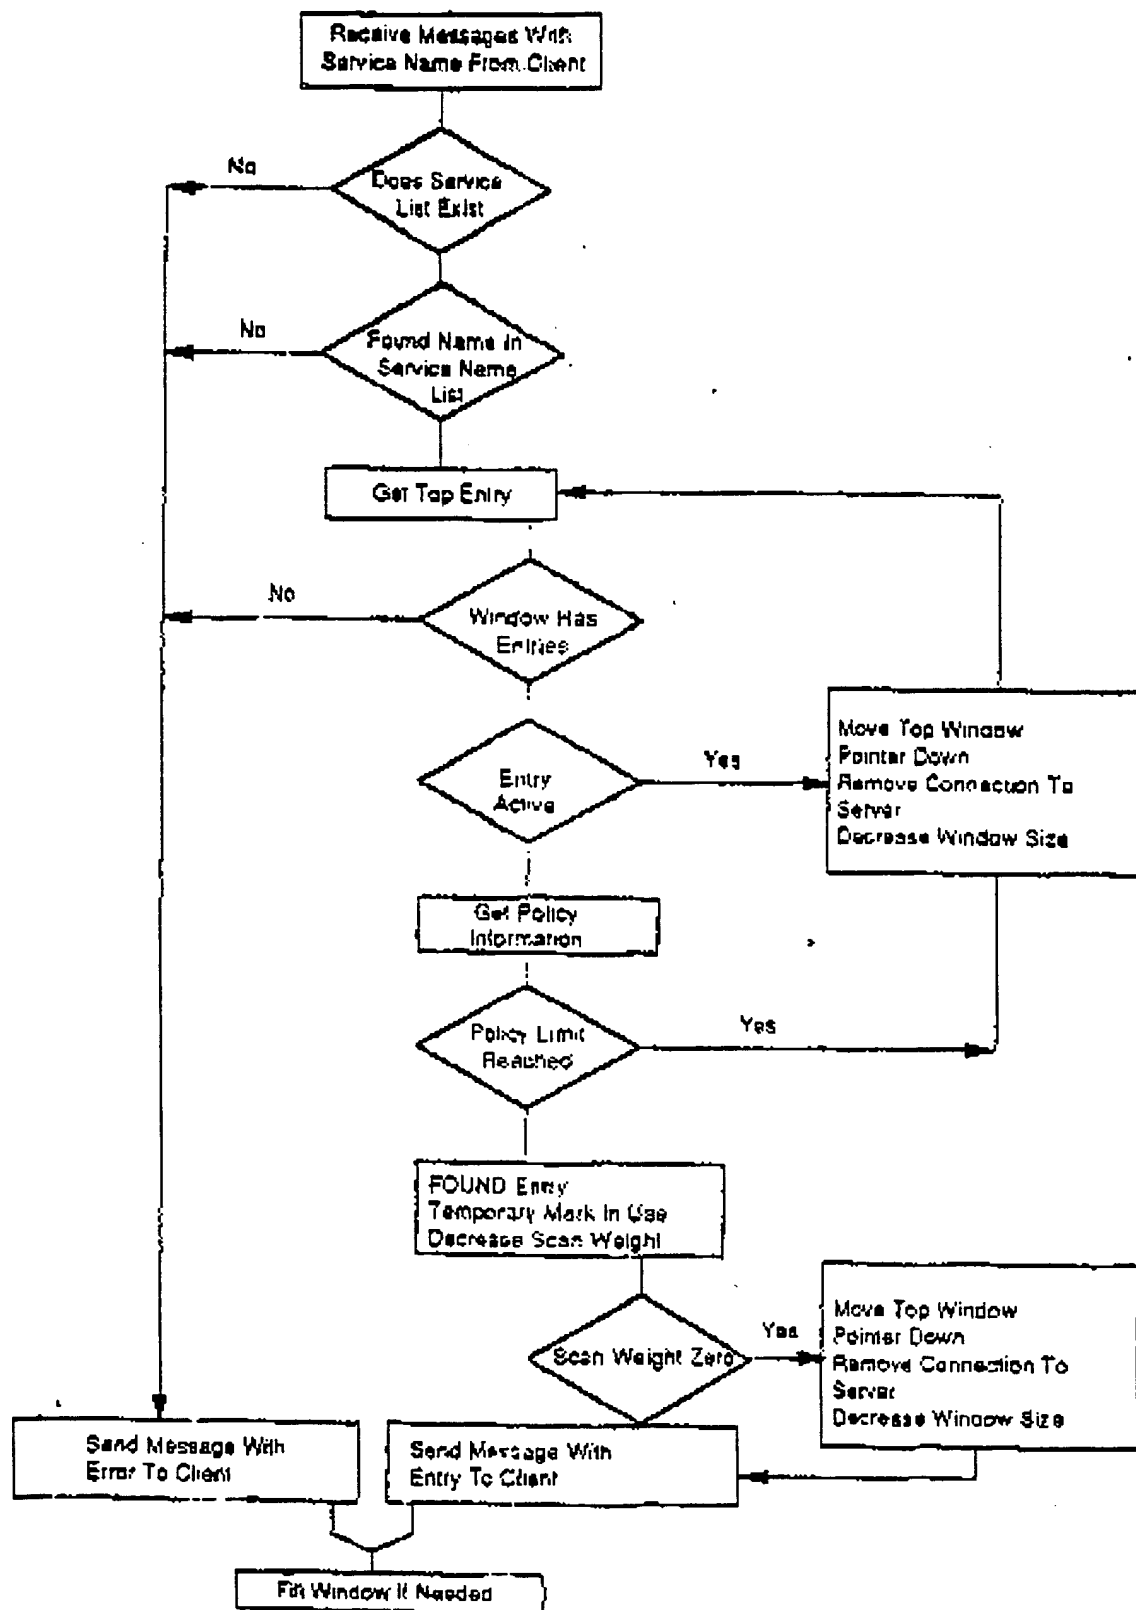 Receive Messages With
Service Name From Client
No
Does Service
List Exist
No
Found Name In
Service Name
List
Get Top Entry
No
Window Has
Entries
Entry
Active
Yes
Move Top Window
Pointer Down
Remove Connection To
Server
Decrease Window Size
Get Policy
Information
Policy Limit
Reached
Yes
FOUND Entry
Temporary Mark In Use
Decrease Scan Weight
Scan Weight Zero
Yes
Move Top Window
Pointer Down
Remove Connection To
Server
Decrease Window Size
Send Message With
Error To Client
Send Message With
Entry To Client
Fill Window If Needed